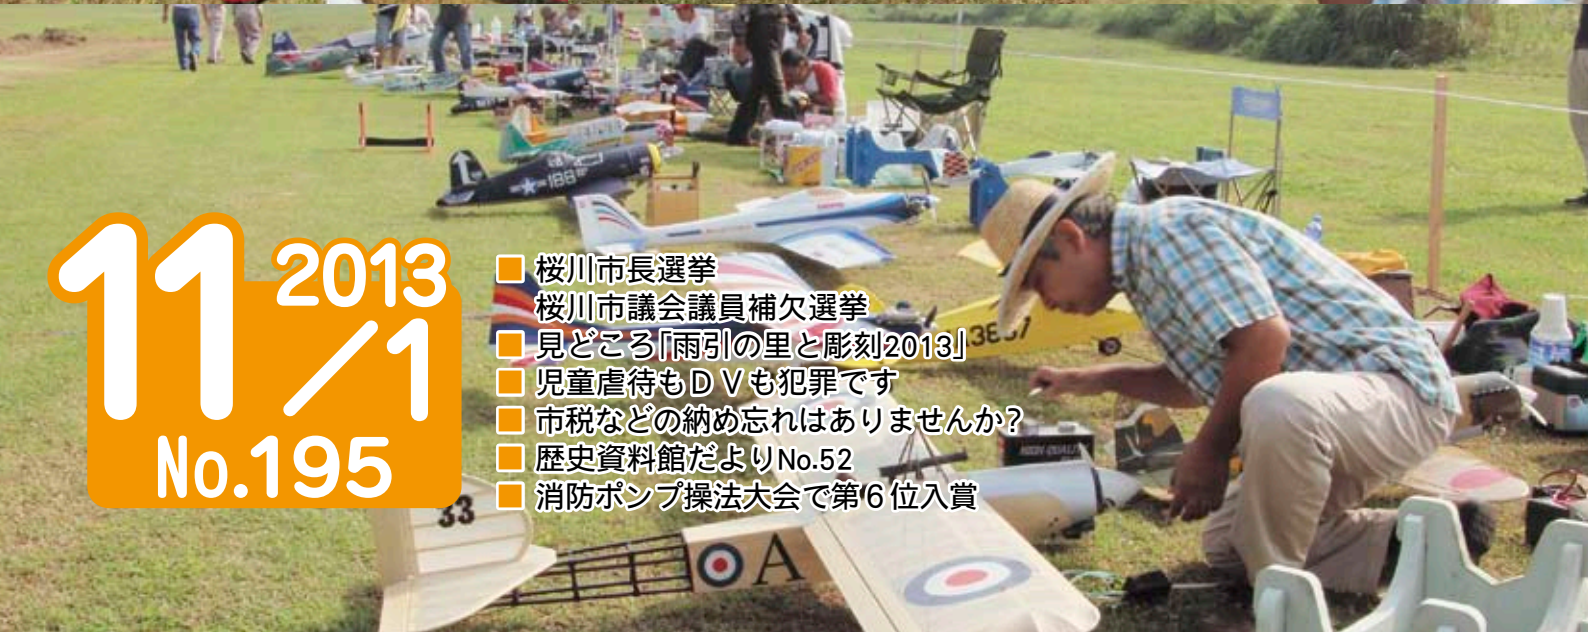 2013
11/1
No.195
■ 桜川市長選挙
桜川市議会議員補欠選挙
■ 見どころ「雨引の里と彫刻2013」
■ 児童虐待もＤＶも犯罪です
■ 市税などの納め忘れはありませんか？
■ 歴史資料館だよりNo.52
■ 消防ポンプ操法大会で第６位入賞
188
33
A
HIGH QUALITY